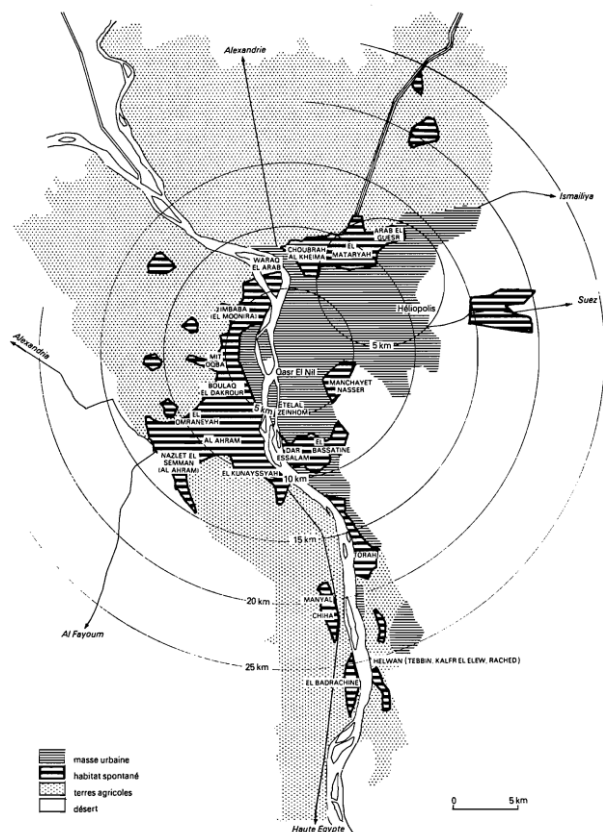 Alexandrie
Ismailiya
ARAB EL
GUESR
CHOUBRAH
AL KHEIMA
EL
MATARYAH
WARAQ
EL ARAB
Suez
Héliopolis
IMBABA
(EL MOONIRA)
5 km
Alexandria
MIT
OQBA
Qasr El Nil
BOULAQ
EL DAKROUR
MANCHAYET
NASSER
5 km
ETELAL
ZEINHOM
EL
OMRANEYAH
AL AHRAM
EL
BASSATINE
DAR
ESSALAM
NAZLET EL
SEMMAN
(AL AHRAM)
EL KUNAYSSYAH
10 km
15 km
TORAH
20 km
MANYAL
CHIHA
Al Fayoum
25 km
HELWAN (TEBBIN, KALFR EL ELEW, RACHED)
EL BADRACHINE
masse urbaine
habitat spontané
terres agricoles
désert
0 5 km
Haute Egypte